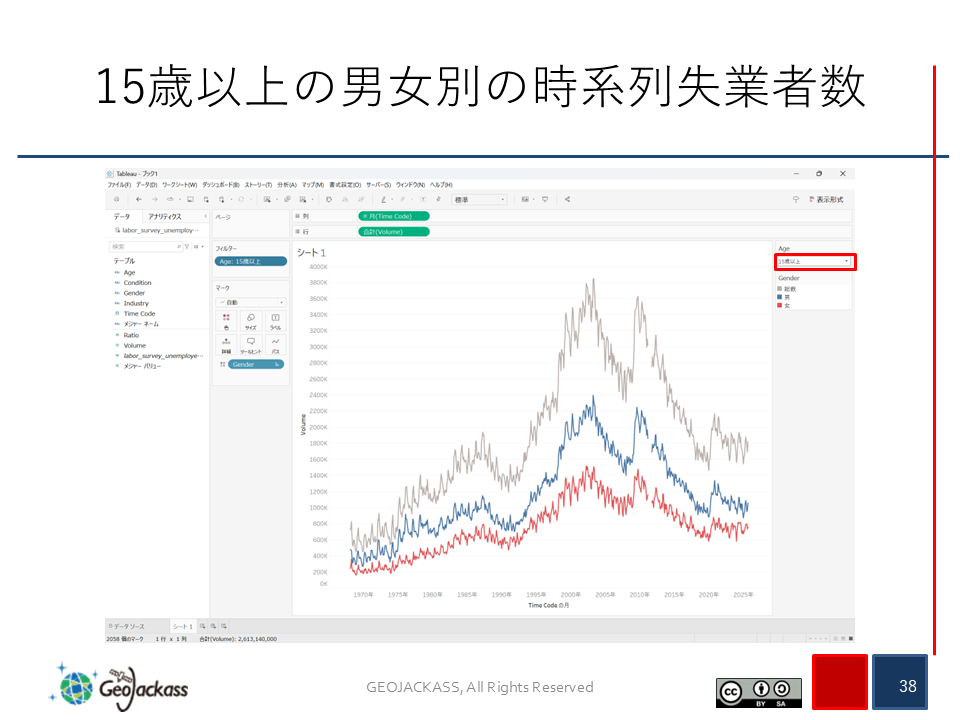 15歳以上の男女別の時系列失業者数
Tableau - ブック1
ファイル(F) データ(D) ワークシート(W) ダッシュボード(B) ストーリー(T) 分析(A) マップ(M) 書式設定(O) サーバー(S) ウィンドウ(N) ヘルプ(H)
標準
表示形式
データ アナリティクス
labor_survey_unemploy…
検索
テーブル
Age
Condition
Gender
Industry
Time Code
メジャー ネーム
Ratio
Volume
labor_survey_unemploye…
メジャー バリュー
ページ
フィルター
Age: 15歳以上
マーク
自動
色 サイズ ラベル
詳細 ツールヒント パス
Gender
列 月(Time Code)
行 合計(Volume)
シート 1
4000K
3800K
3600K
3400K
3200K
3000K
2800K
2600K
2400K
2200K
2000K
1800K
1600K
1400K
1200K
1000K
800K
600K
400K
200K
0K
Volume
1970年 1975年 1980年 1985年 1990年 1995年 2000年 2005年 2010年 2015年 2020年 2025年
Time Code の月
Age
15歳以上
Gender
総数
男
女
データ ソース シート 1
2058 個のマーク 1 行 x 1 列 合計(Volume): 2,613,140,000
GeoJackass
GEOJACKASS, All Rights Reserved
CC BY SA
38